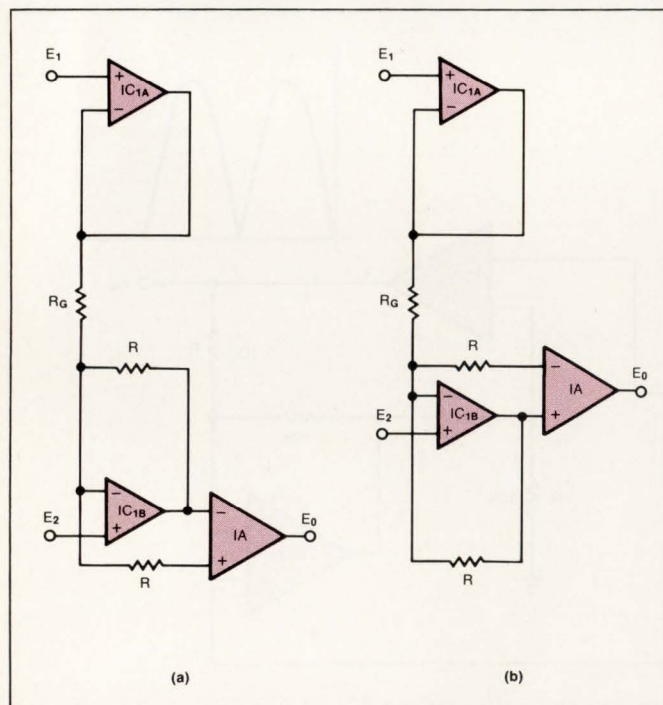 E1
+
IC1A
−
RG
R
−
IC1B
+
E2
−
IA
+
E0
R
(a)
E1
+
IC1A
−
RG
R
−
IC1B
+
E2
−
IA
+
E0
R
(b)